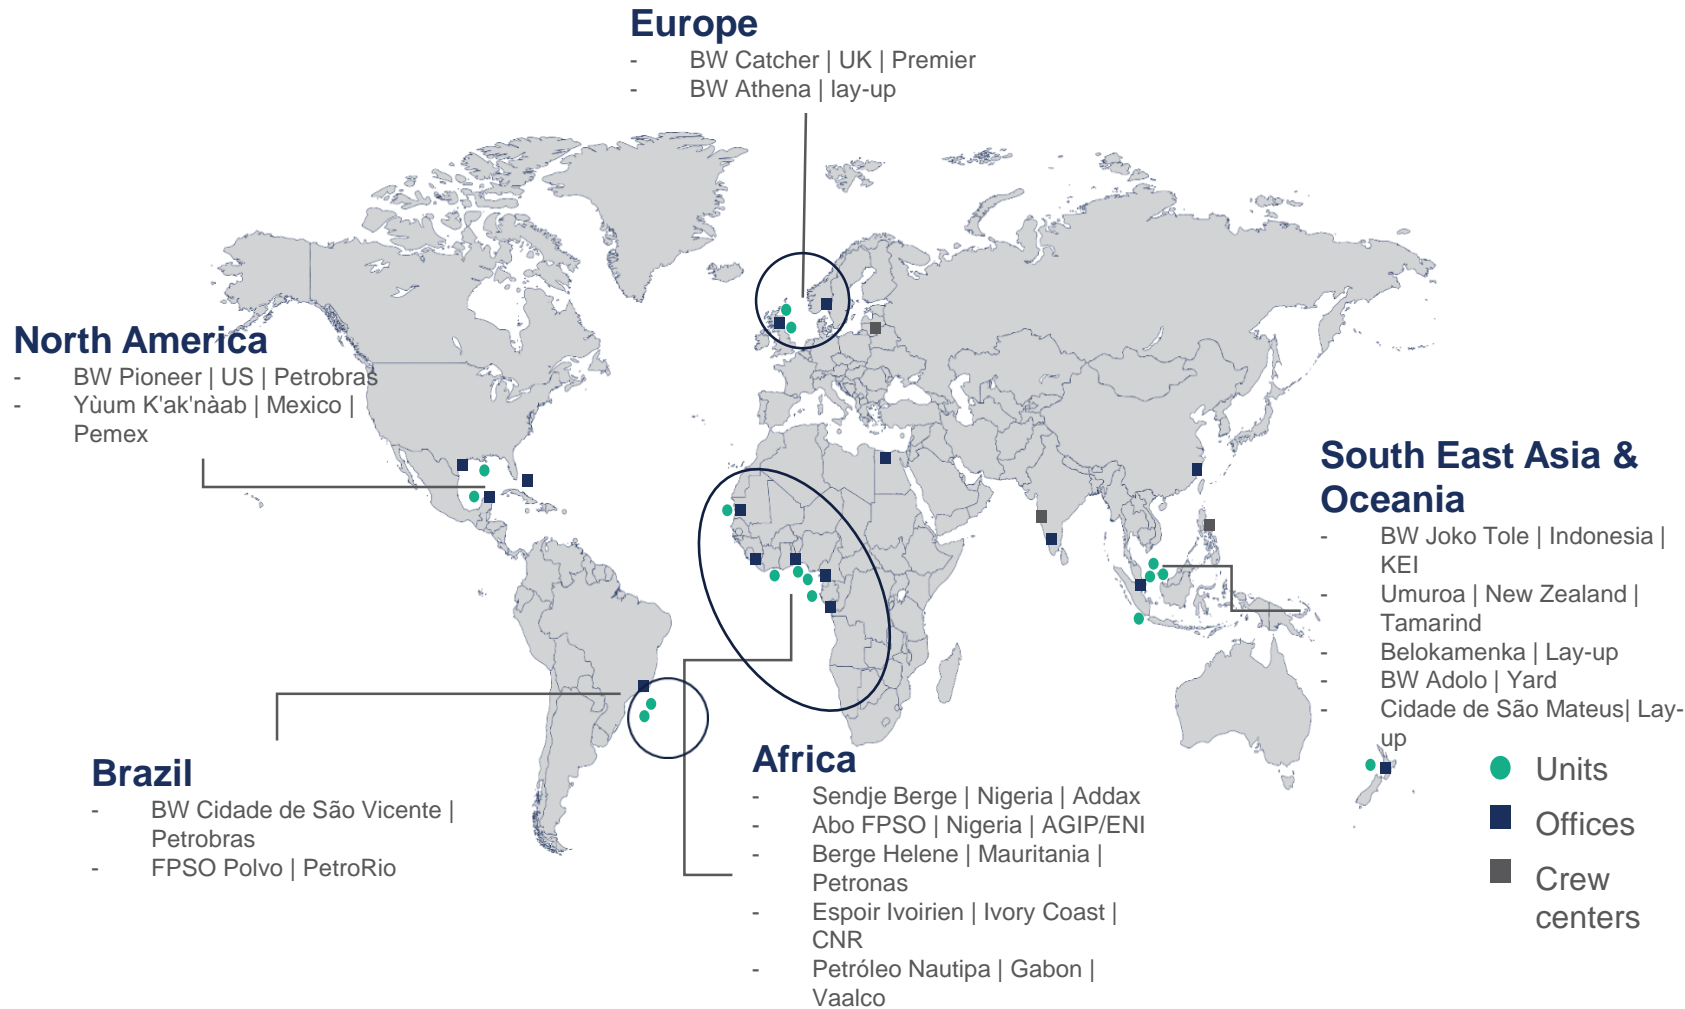 Europe
- BW Catcher | UK | Premier
- BW Athena | lay-up
North America
- BW Pioneer | US | Petrobras
- Yùum K'ak'nàab | Mexico |
Pemex
South East Asia &
Oceania
- BW Joko Tole | Indonesia |
KEI
- Umuroa | New Zealand |
Tamarind
- Belokamenka | Lay-up
- BW Adolo | Yard
- Cidade de São Mateus| Lay-
up
Brazil
- BW Cidade de São Vicente |
Petrobras
- FPSO Polvo | PetroRio
Africa
- Sendje Berge | Nigeria | Addax
- Abo FPSO | Nigeria | AGIP/ENI
- Berge Helene | Mauritania |
Petronas
- Espoir Ivoirien | Ivory Coast |
CNR
- Petróleo Nautipa | Gabon |
Vaalco
Units
Offices
Crew
centers